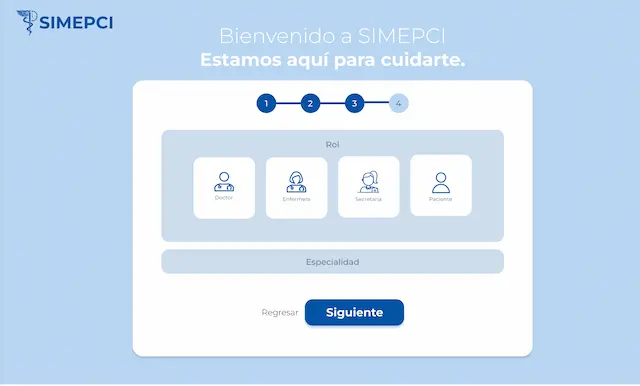 SIMEPCI
Bienvenido a SIMEPCI
Estamos aquí para cuidarte.
1 2 3 4
Rol
Doctor Enfermera Secretaria Paciente
Especialidad
Regresar Siguiente